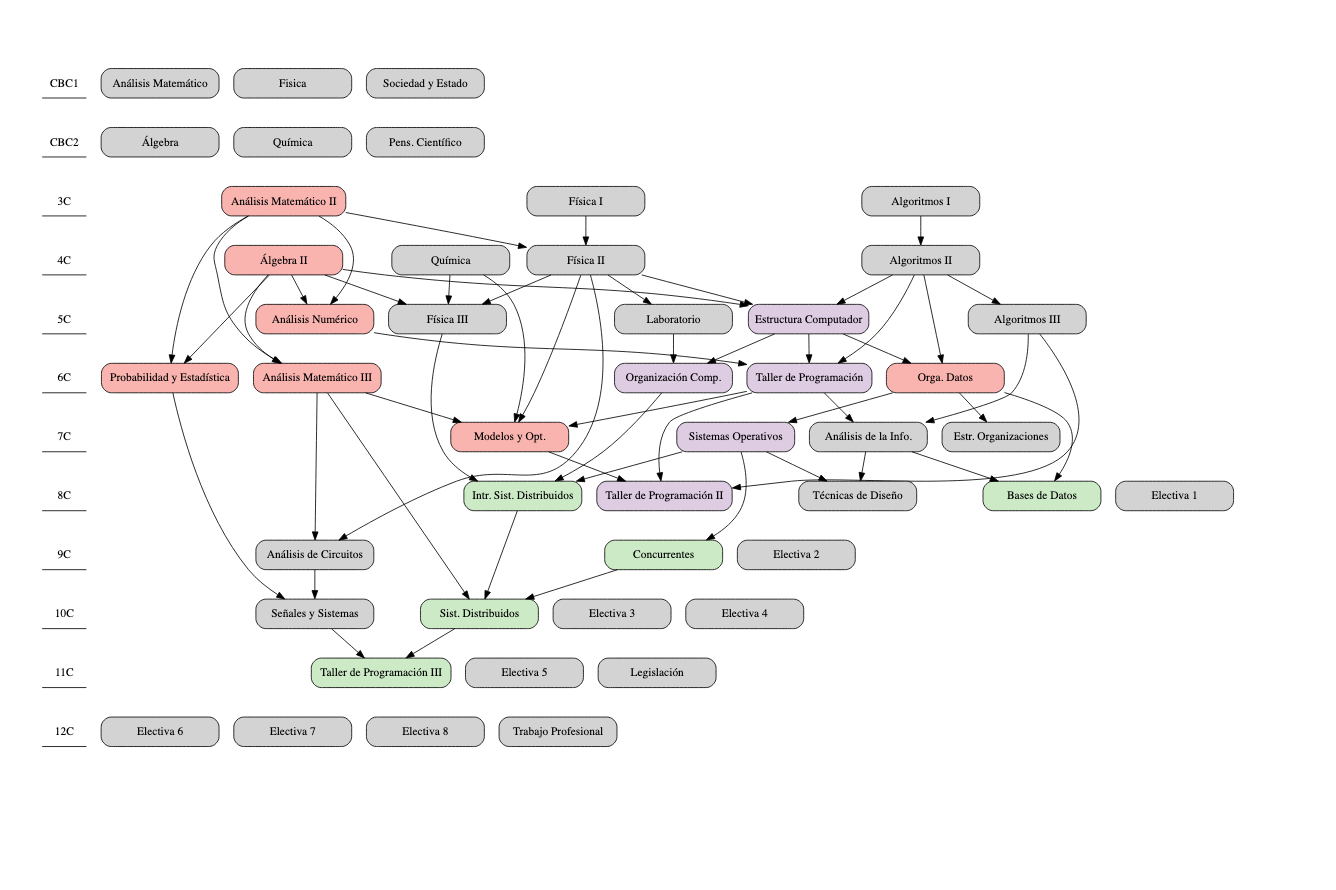 CBC1 Análisis Matemático Fisica Sociedad y Estado
CBC2 Álgebra Química Pens. Científico
3C Análisis Matemático II Física I Algoritmos I
4C Álgebra II Química Física II Algoritmos II
5C Análisis Numérico Física III Laboratorio Estructura Computador Algoritmos III
6C Probabilidad y Estadística Análisis Matemático III Organización Comp. Taller de Programación Orga. Datos
7C Modelos y Opt. Sistemas Operativos Análisis de la Info. Estr. Organizaciones
8C Intr. Sist. Distribuidos Taller de Programación II Técnicas de Diseño Bases de Datos Electiva 1
9C Análisis de Circuitos Concurrentes Electiva 2
10C Señales y Sistemas Sist. Distribuidos Electiva 3 Electiva 4
11C Taller de Programación III Electiva 5 Legislación
12C Electiva 6 Electiva 7 Electiva 8 Trabajo Profesional